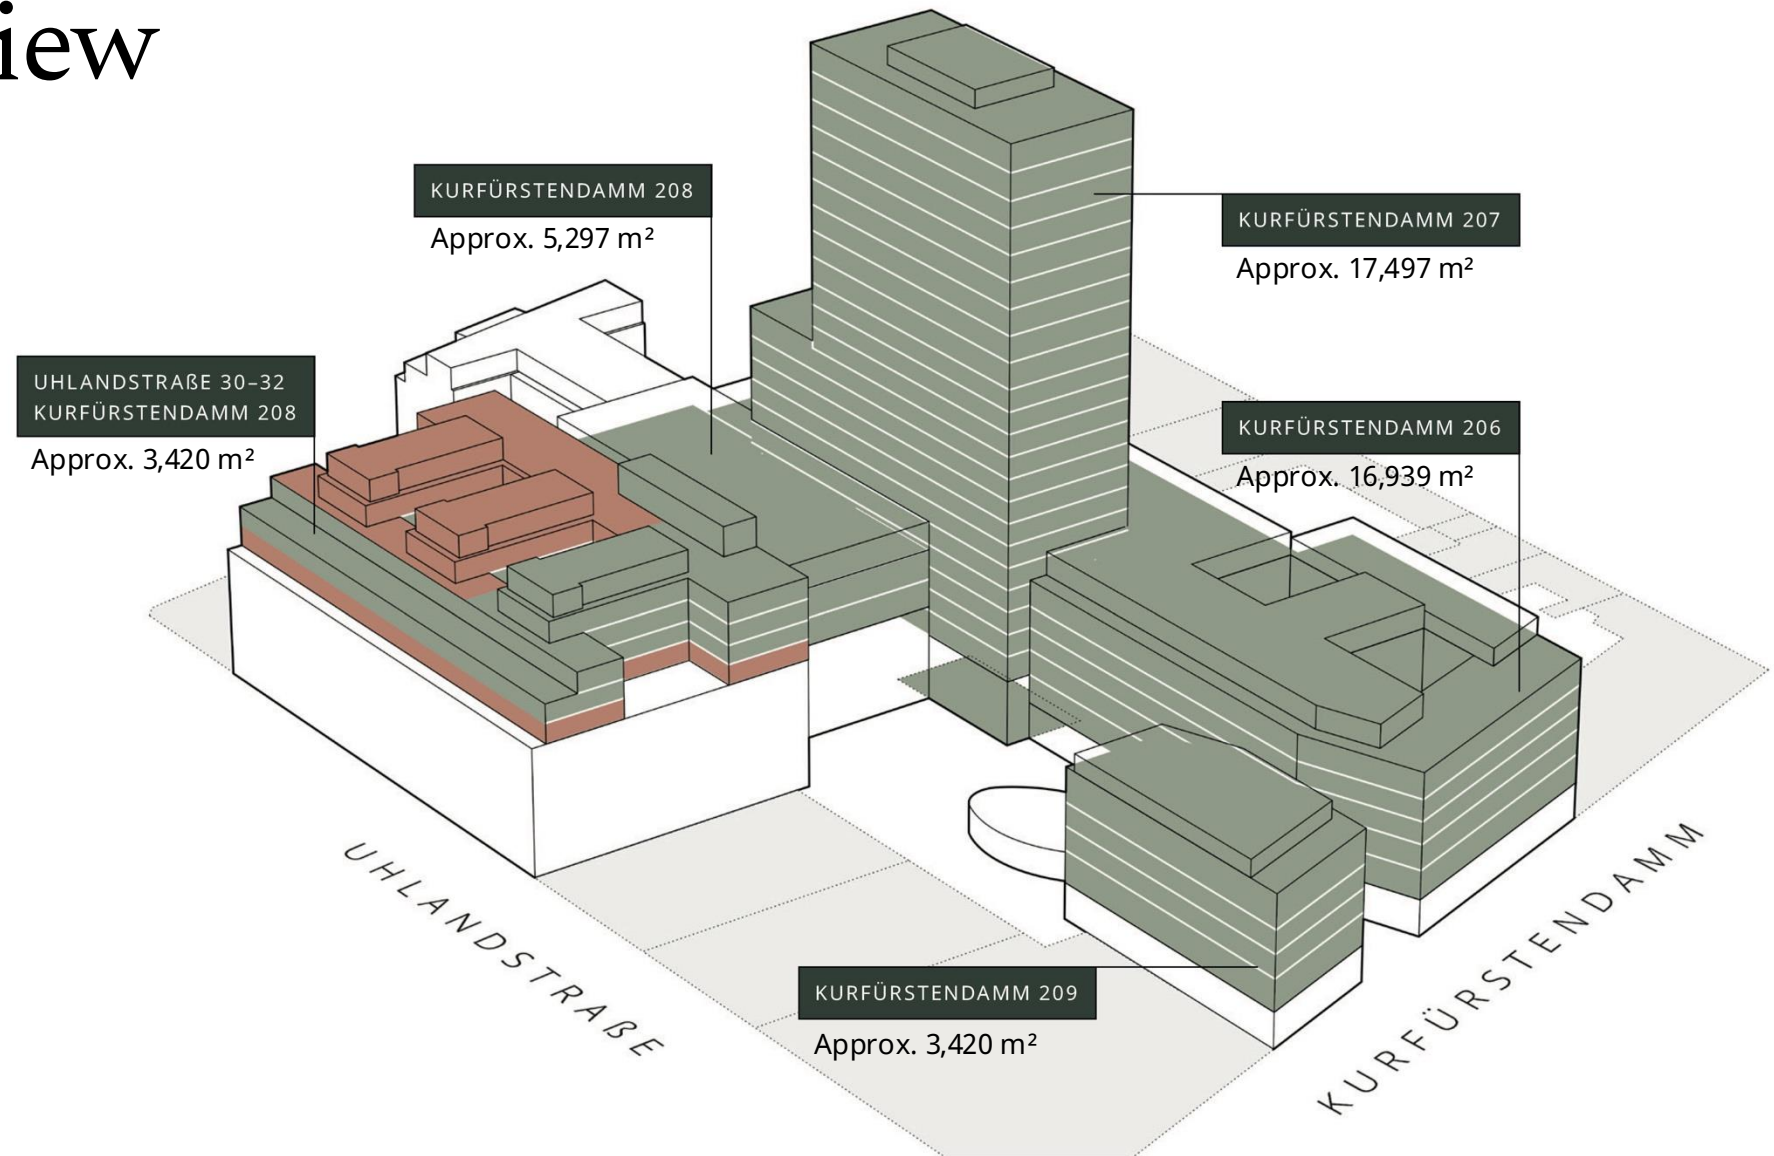 iew
KURFÜRSTENDAMM 208
Approx. 5,297 m²
KURFÜRSTENDAMM 207
Approx. 17,497 m²
UHLANDSTRAßE 30–32
KURFÜRSTENDAMM 208
Approx. 3,420 m²
KURFÜRSTENDAMM 206
Approx. 16,939 m²
UHLANDSTRAßE
KURFÜRSTENDAMM
KURFÜRSTENDAMM 209
Approx. 3,420 m²